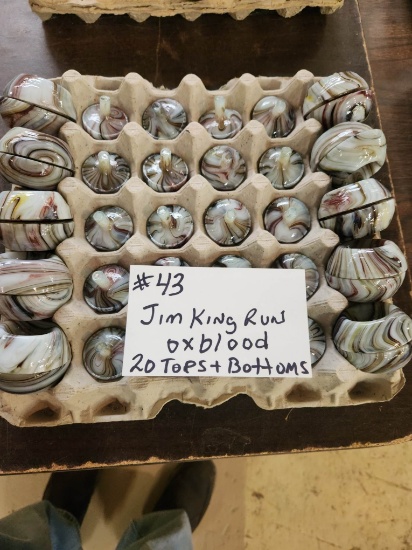 #43
Jim King Run
oxblood
20 Tops + Bottoms